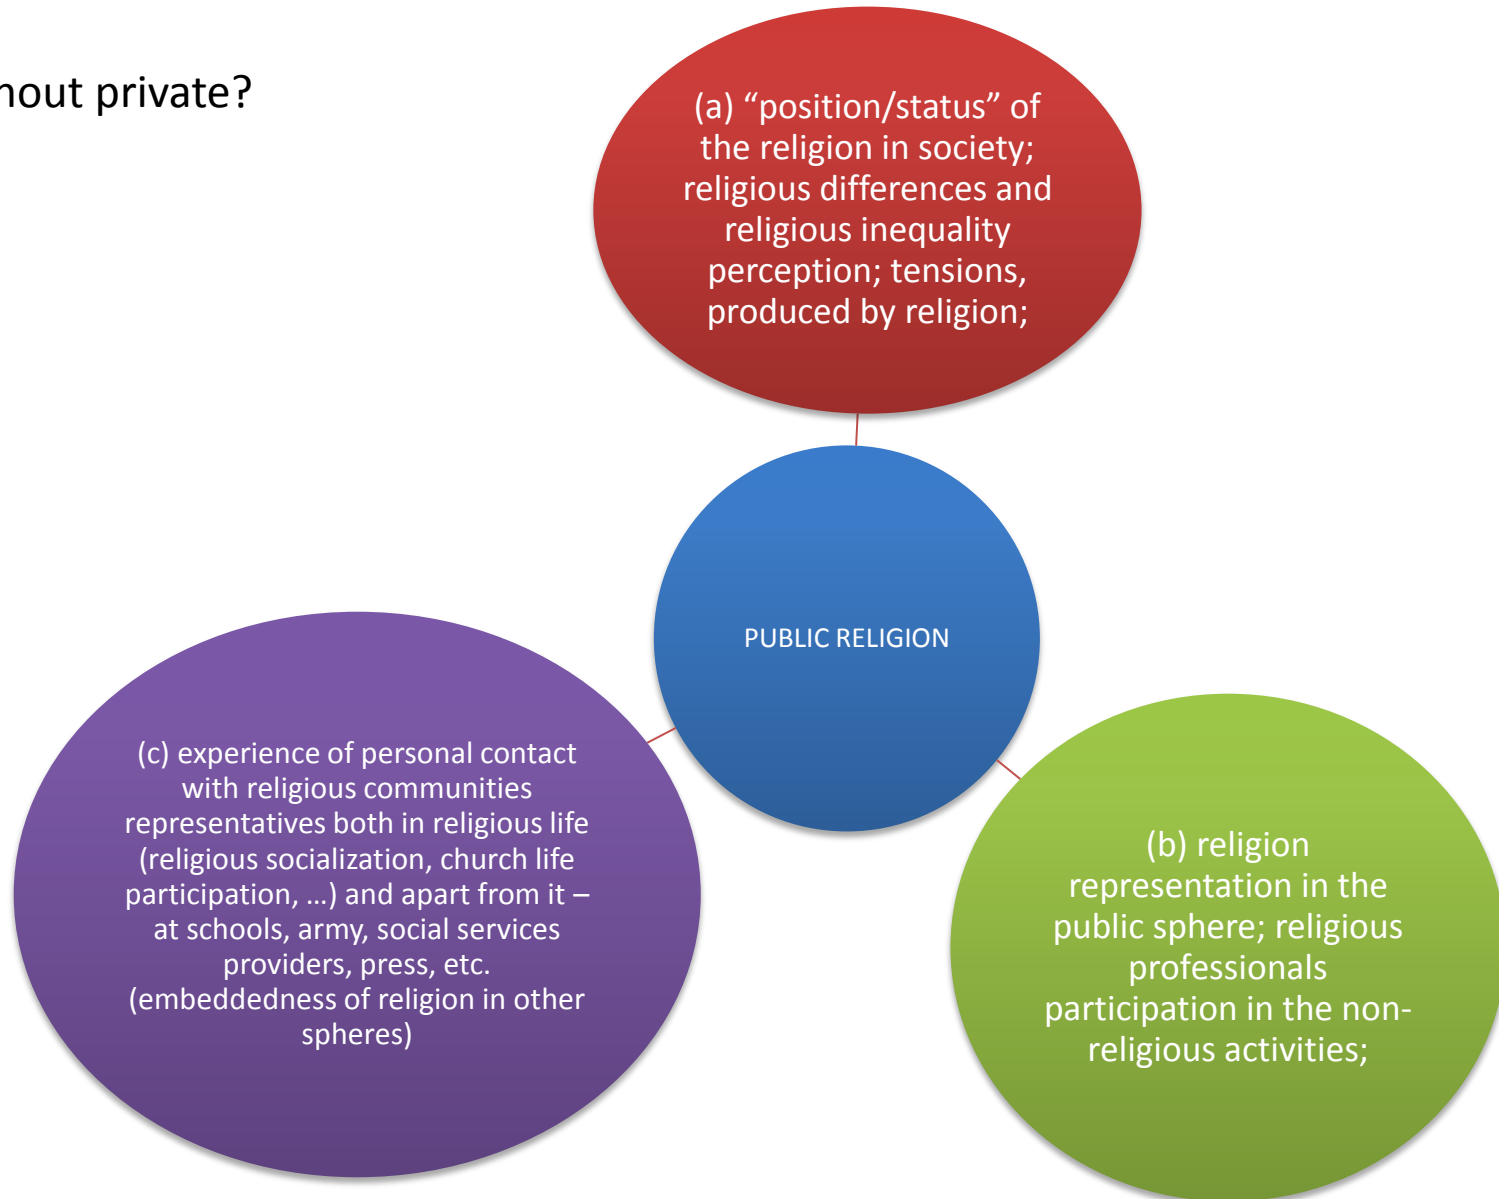 private?
(a) “position/status” of
the religion in society;
religious differences and
religious inequality
perception; tensions,
produced by religion;
PUBLIC RELIGION
(b) religion
representation in the
public sphere; religious
professionals
participation in the non-
religious activities;
(c) experience of personal contact
with religious communities
representatives both in religious life
(religious socialization, church life
participation, …) and apart from it –
at schools, army, social services
providers, press, etc.
(embeddedness of religion in other
spheres)